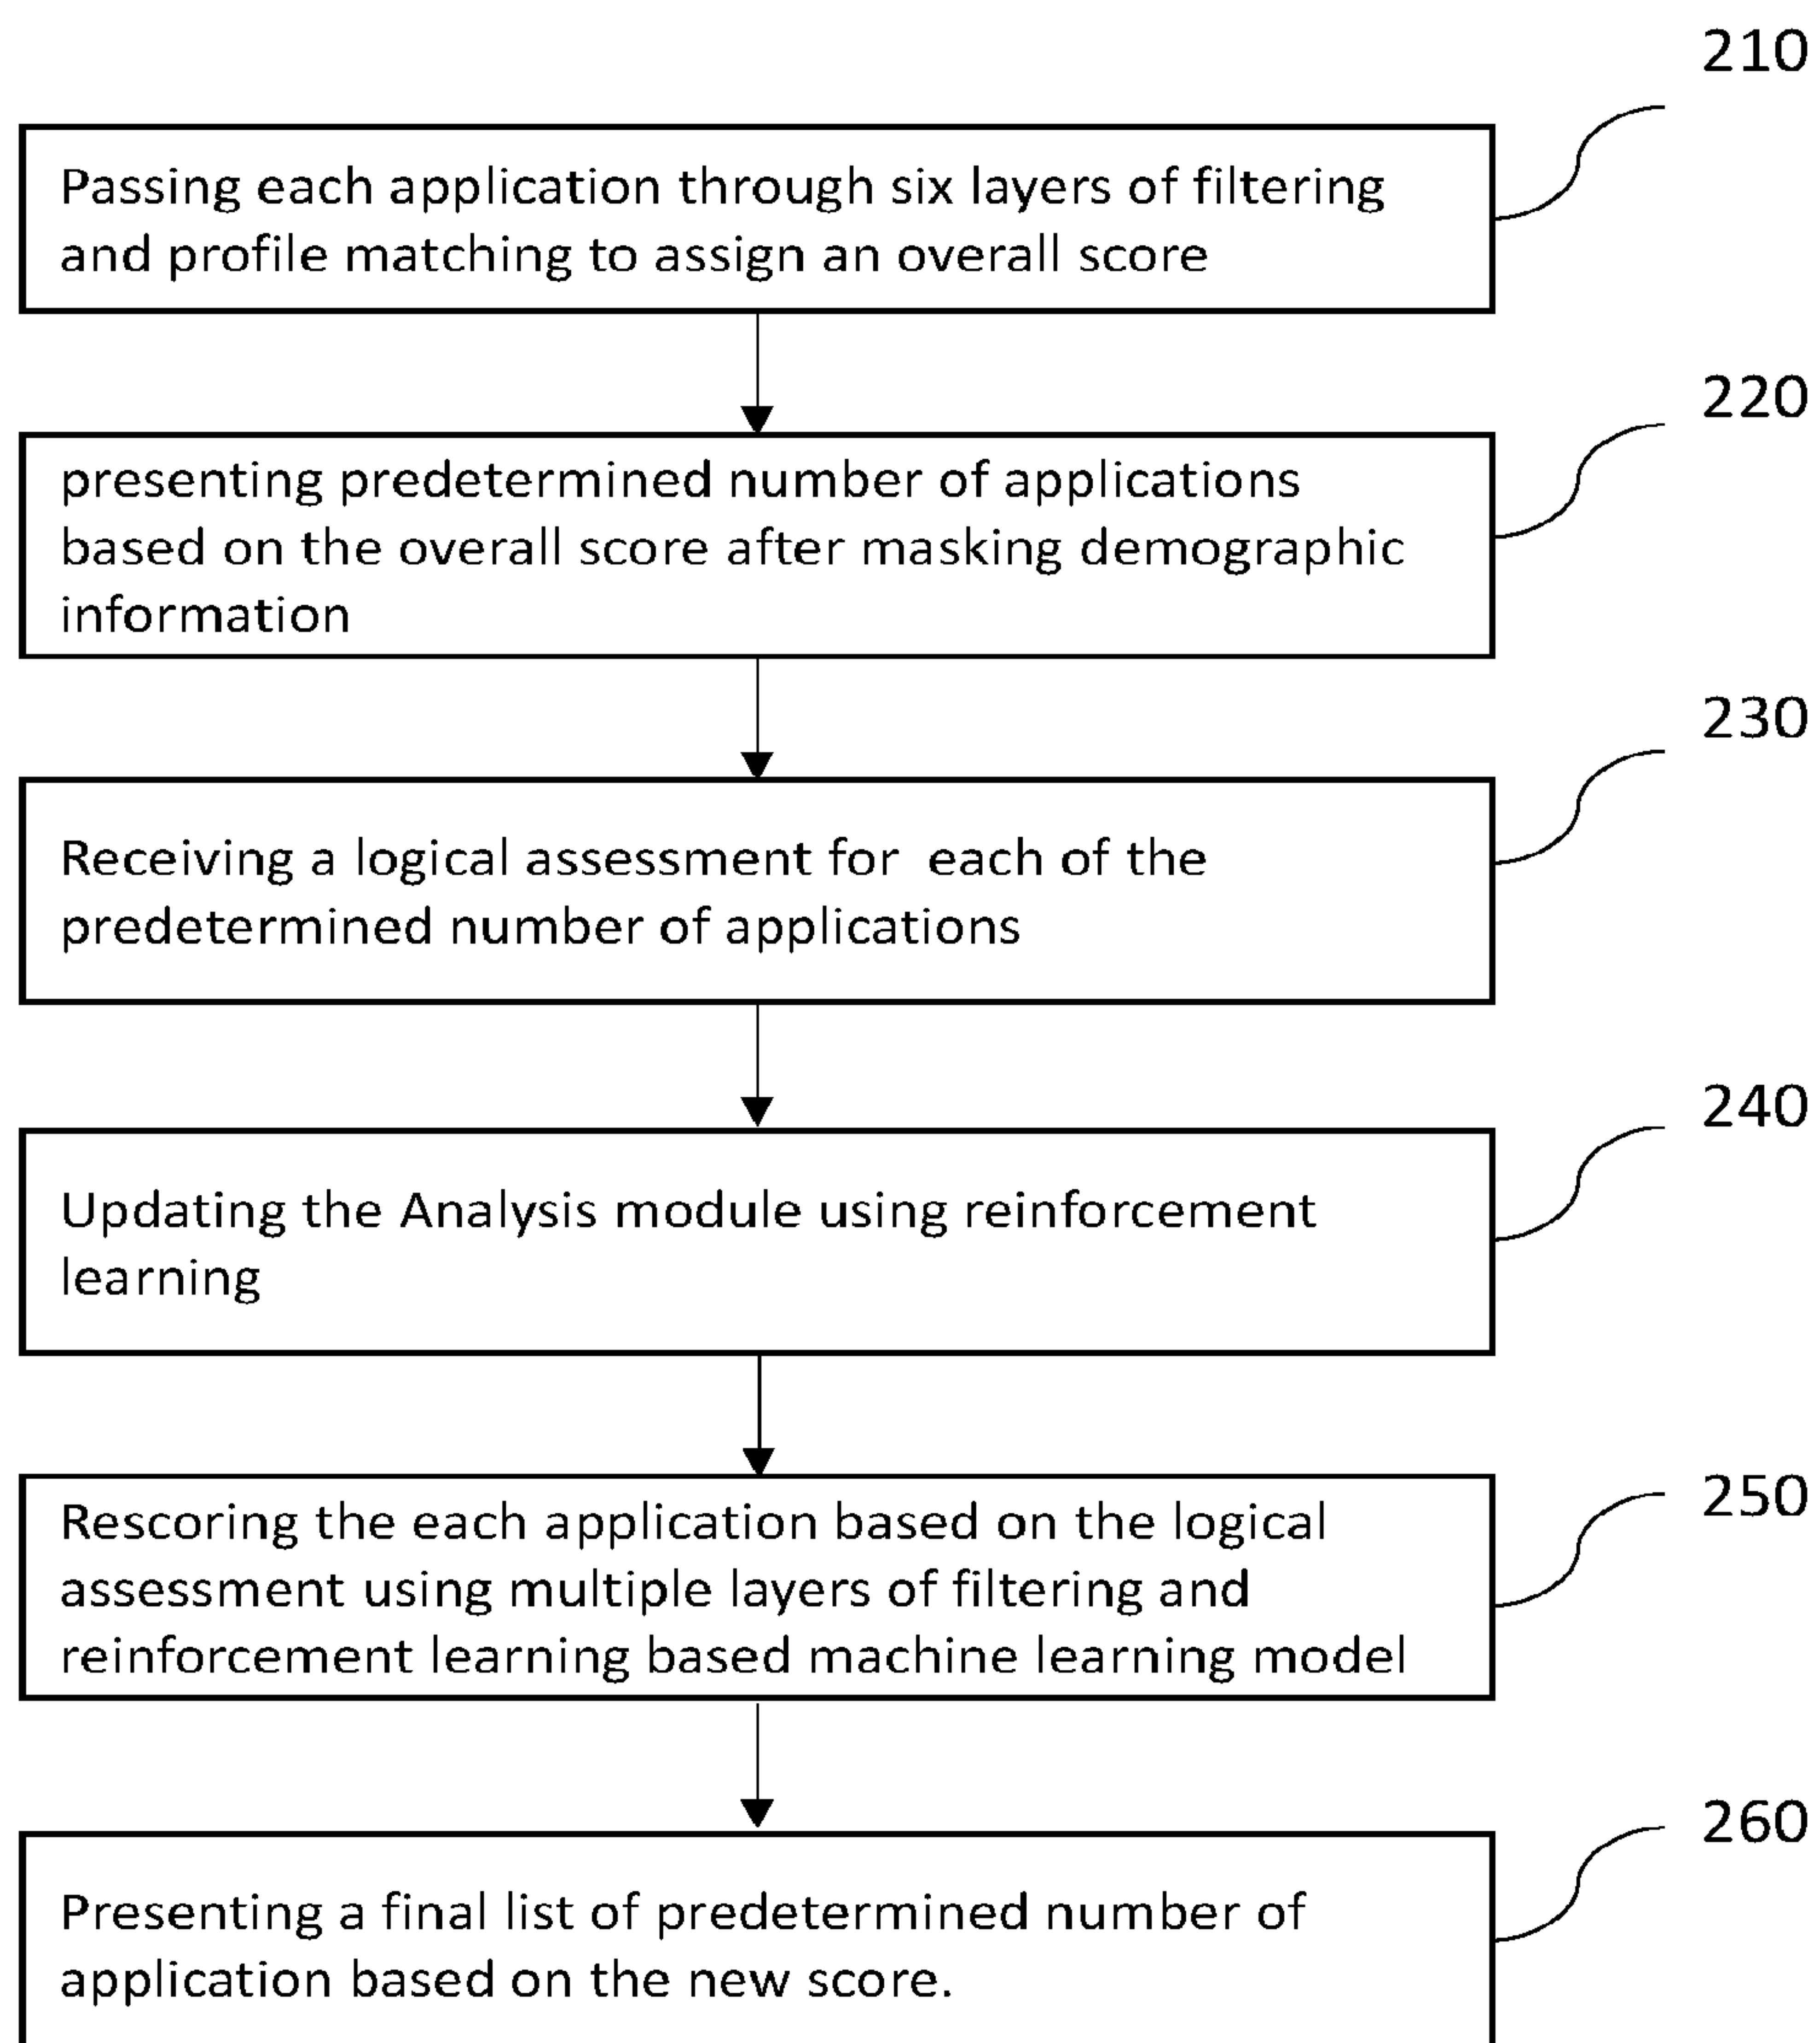 210
Passing each application through six layers of filtering
and profile matching to assign an overall score
220
presenting predetermined number of applications
based on the overall score after masking demographic
information
230
Receiving a logical assessment for each of the
predetermined number of applications
240
Updating the Analysis module using reinforcement
learning
250
Rescoring the each application based on the logical
assessment using multiple layers of filtering and
reinforcement learning based machine learning model
260
Presenting a final list of predetermined number of
application based on the new score.